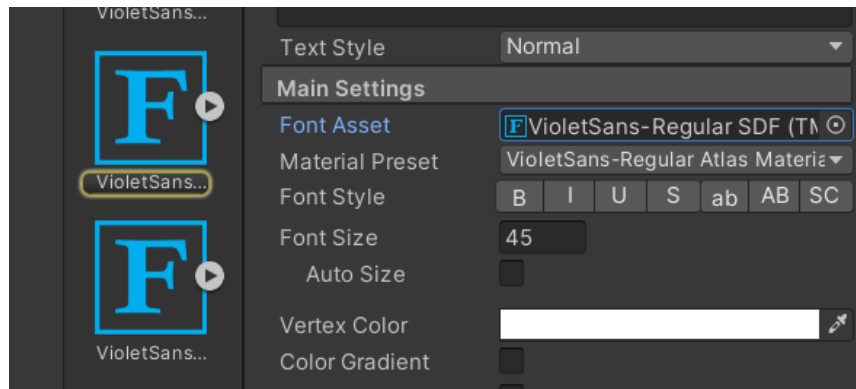 VioletSans...
Text Style Normal
Main Settings
Font Asset F VioletSans-Regular SDF (TM
Material Preset VioletSans-Regular Atlas Materia
Font Style B I U S ab AB SC
Font Size 45
Auto Size
Vertex Color
Color Gradient
F
VioletSans...
F
VioletSans...